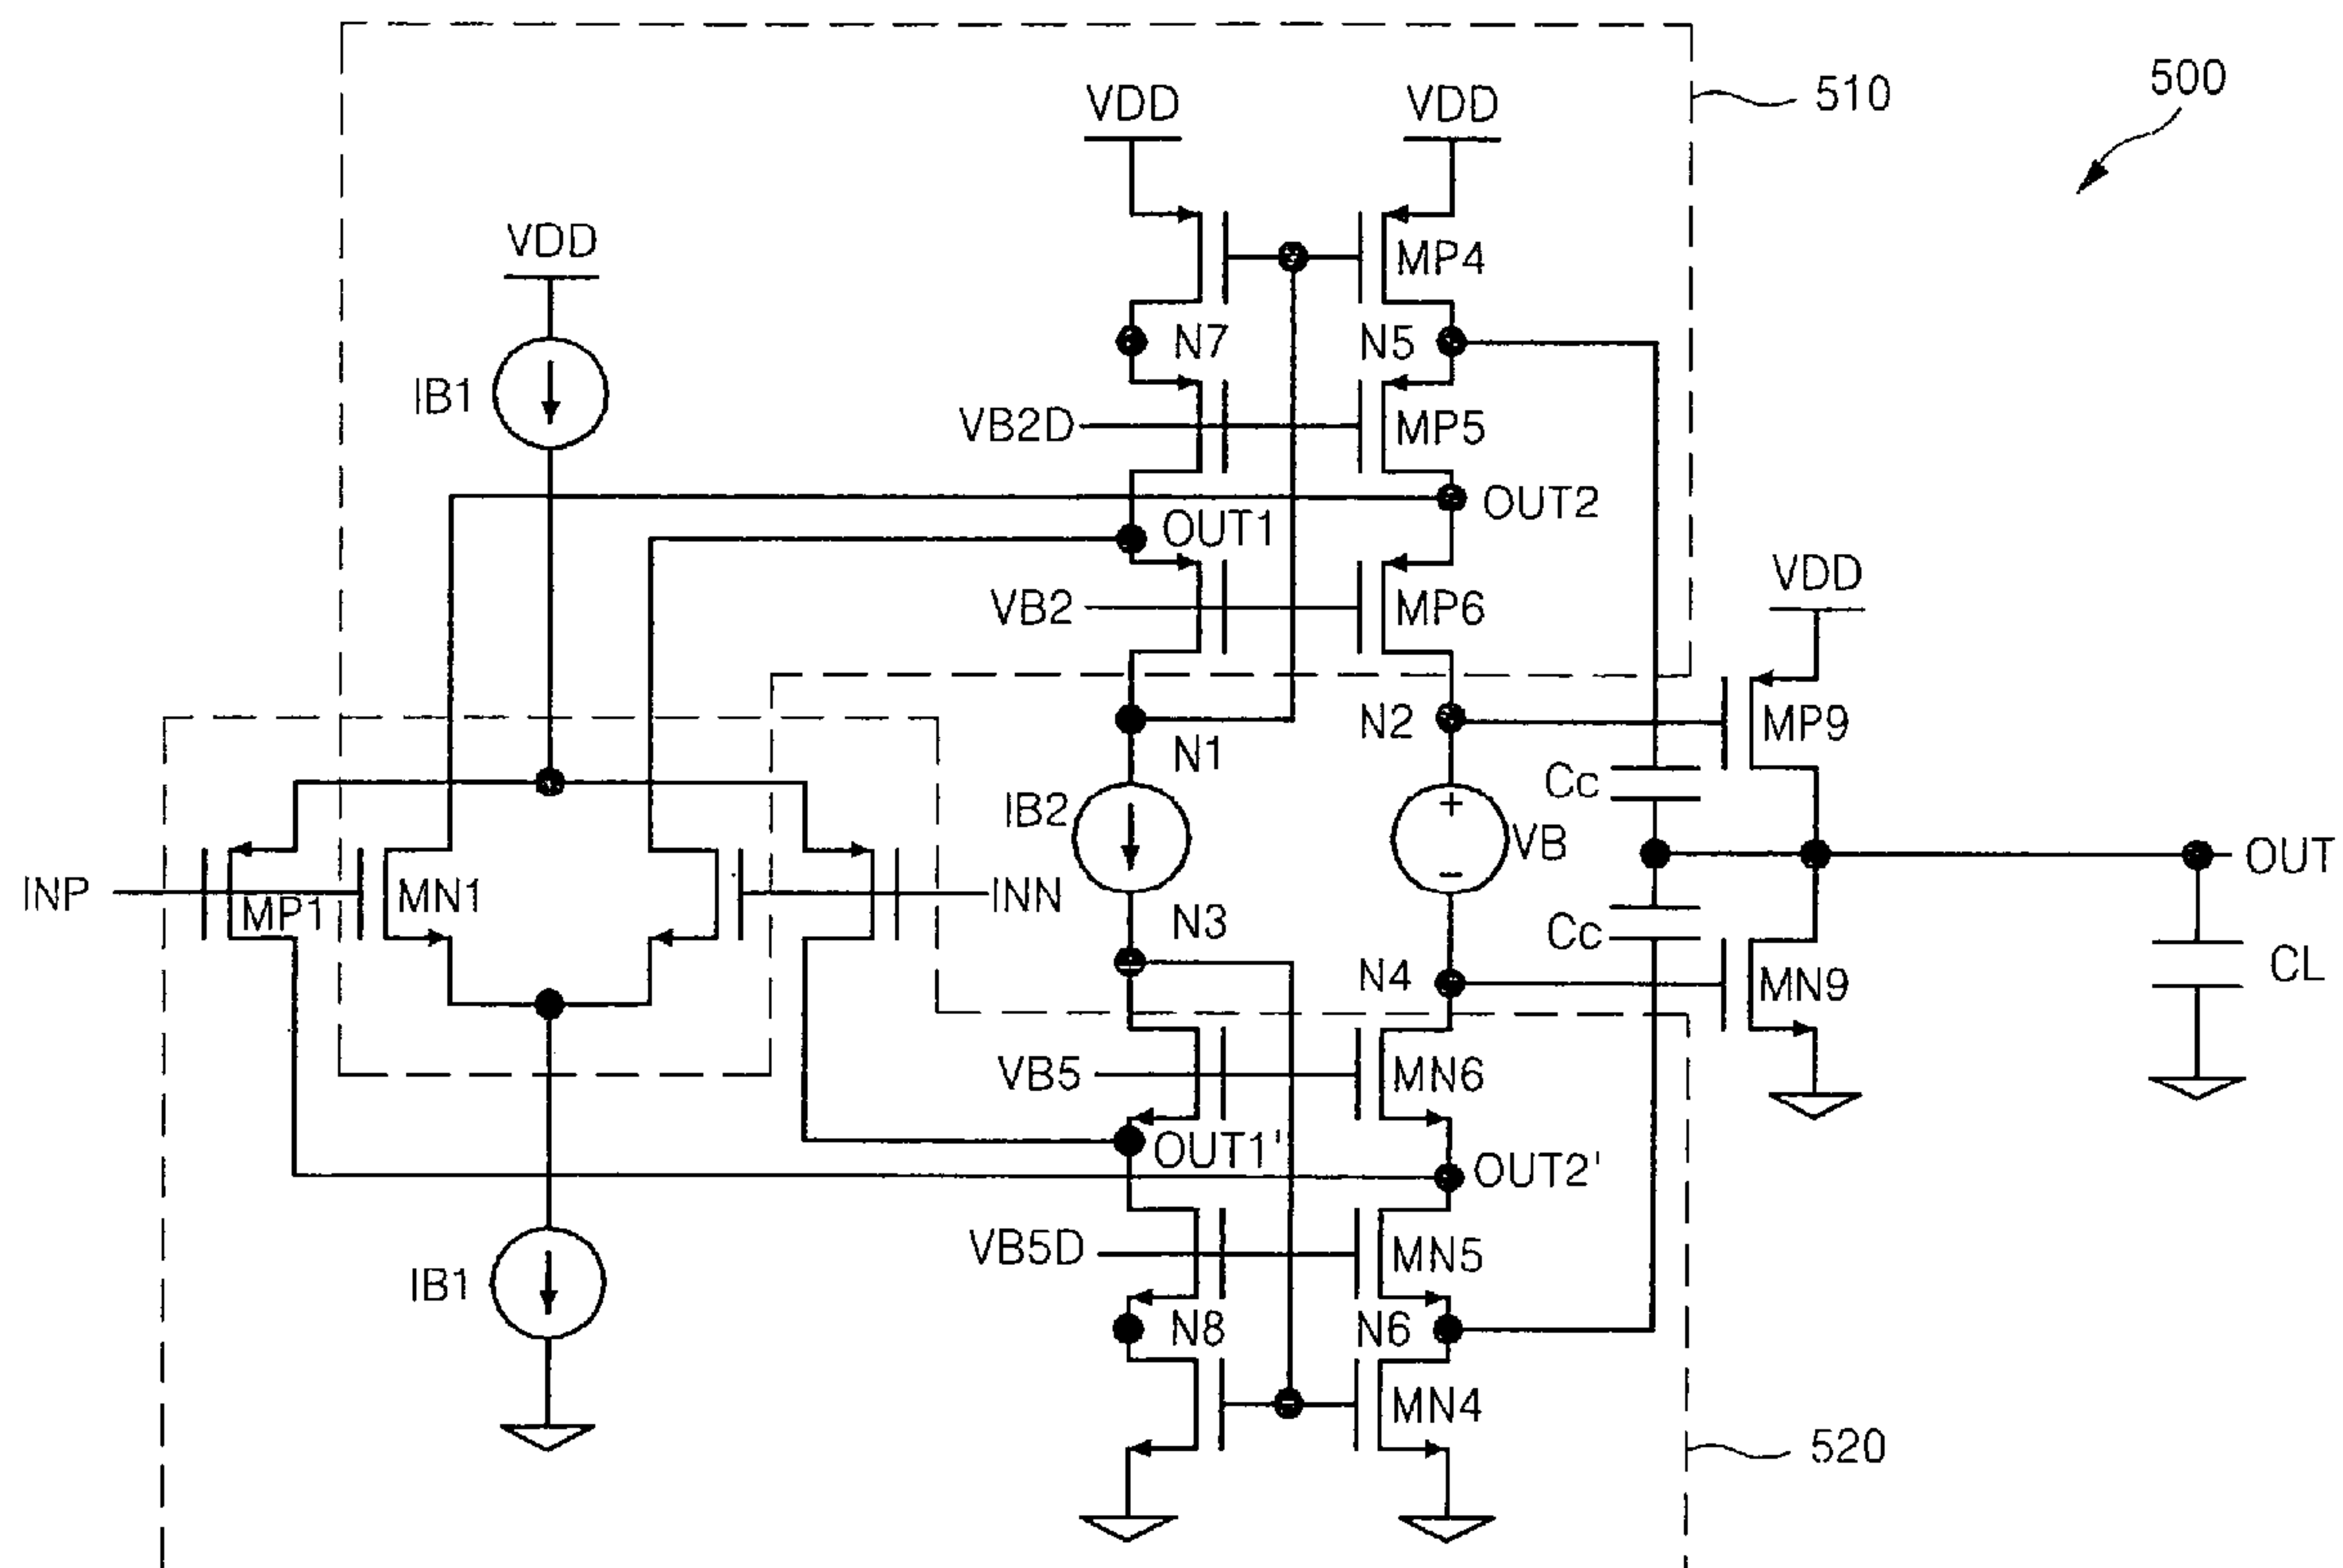 500
510
VDD VDD
VDD
MP4
N7 N5
IB1
VB2D MP5
OUT2
OUT1
VDD
VB2 MP6
N2 MP9
N1
Cc
IB2
VB
OUT
INP MP1 MN1 INN
N3 Cc
N4 MN9 CL
VB5 MN6
OUT1'
OUT2'
VB5D MN5
IB1
N8 N6
MN4
520